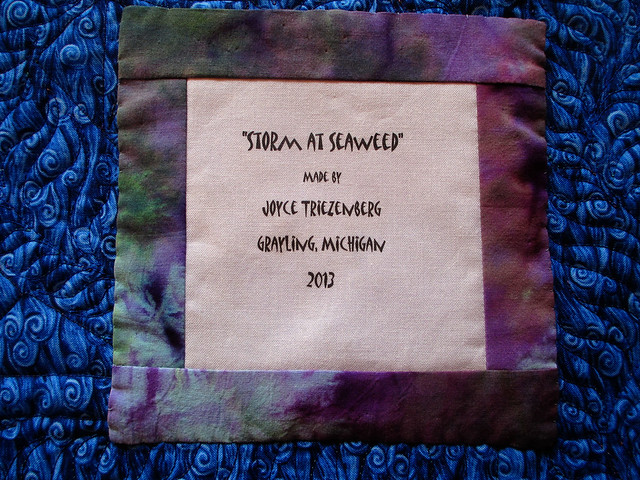 "STORM AT SEAWEED"
MADE BY
JOYCE TRIEZENBERG
GRAYLING, MICHIGAN
2013